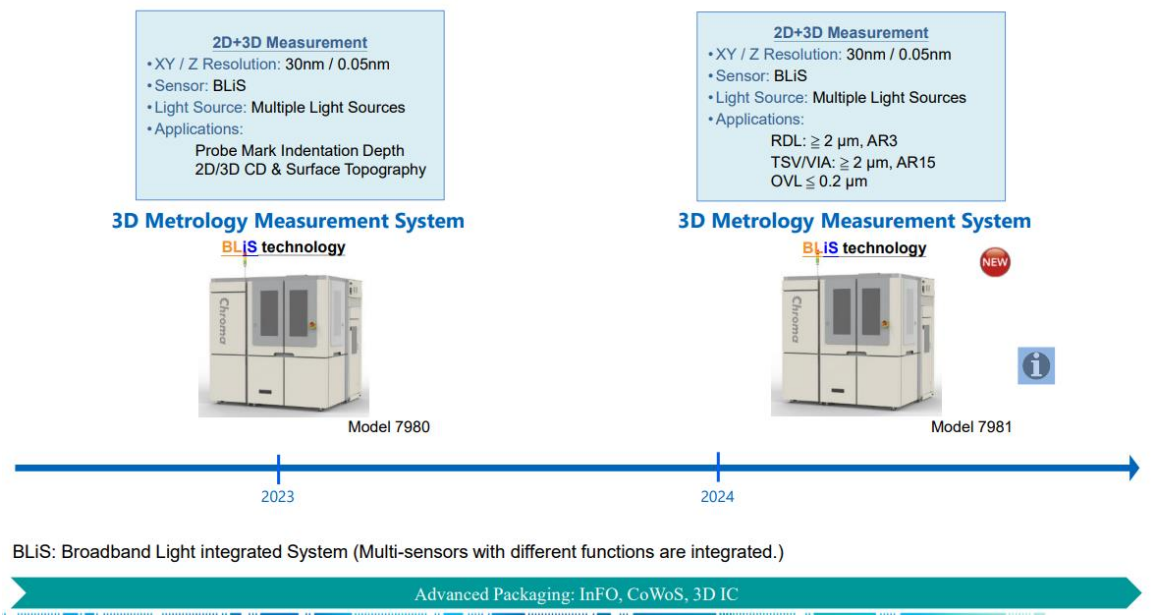 2D+3D Measurement
•XY / Z Resolution: 30nm / 0.05nm
•Sensor: BLiS
•Light Source: Multiple Light Sources
•Applications:
Probe Mark Indentation Depth
2D/3D CD & Surface Topography
3D Metrology Measurement System
BLiS technology
Chroma
Model 7980
2D+3D Measurement
•XY / Z Resolution: 30nm / 0.05nm
•Sensor: BLiS
•Light Source: Multiple Light Sources
•Applications:
RDL: ≧ 2 μm, AR3
TSV/VIA: ≧ 2 μm, AR15
OVL ≦ 0.2 μm
3D Metrology Measurement System
BLiS technology
NEW
Chroma
i
Model 7981
2023
2024
BLiS: Broadband Light integrated System (Multi-sensors with different functions are integrated.)
Advanced Packaging: InFO, CoWoS, 3D IC